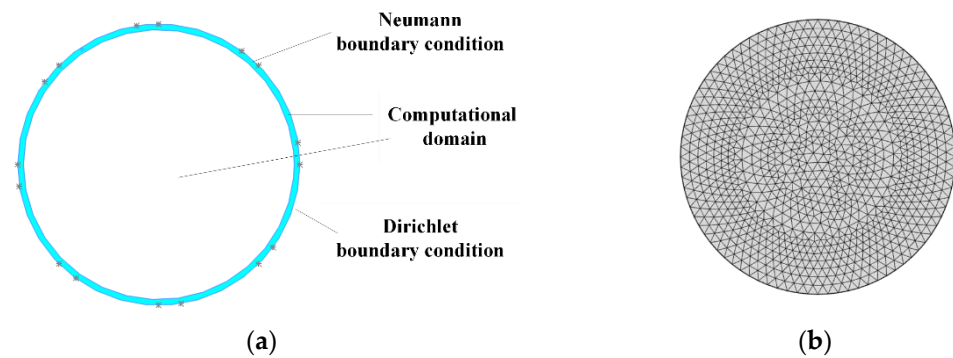 Neumann
boundary condition
Computational
domain
Dirichlet
boundary condition
(a)
(b)